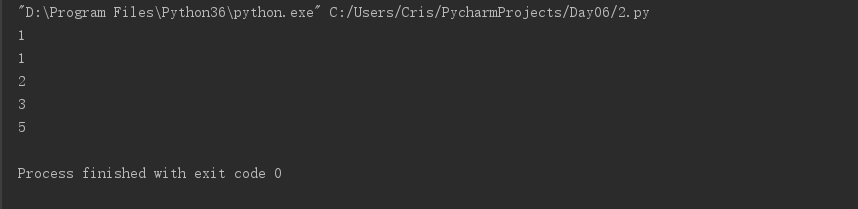 "D:\Program Files\Python36\python.exe" C:/Users/Cris/PycharmProjects/Day06/2.py
1
1
2
3
5
Process finished with exit code 0